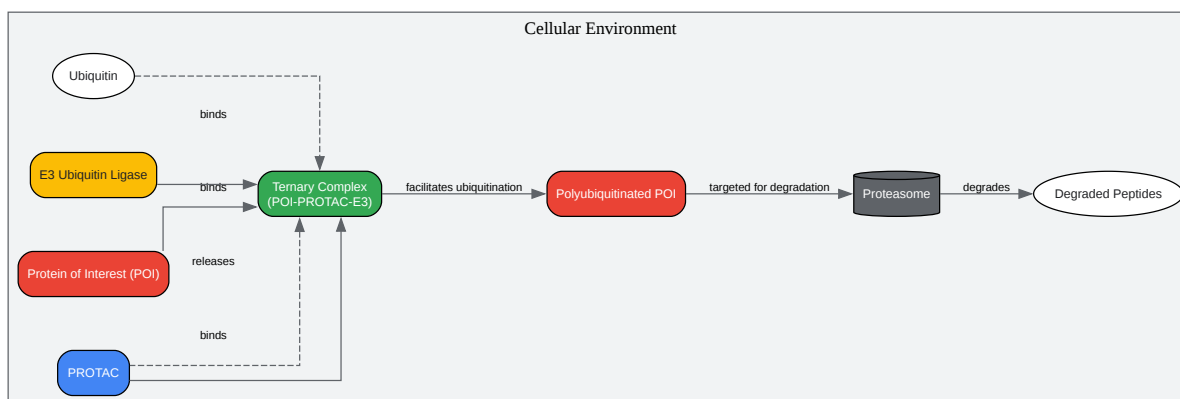 Cellular Environment
Ubiquitin
binds
E3 Ubiquitin Ligase
binds
Ternary Complex
(POI-PROTAC-E3)
facilitates ubiquitination
Polyubiquitinated POI
targeted for degradation
Proteasome
degrades
Degraded Peptides
Protein of Interest (POI)
releases
binds
PROTAC